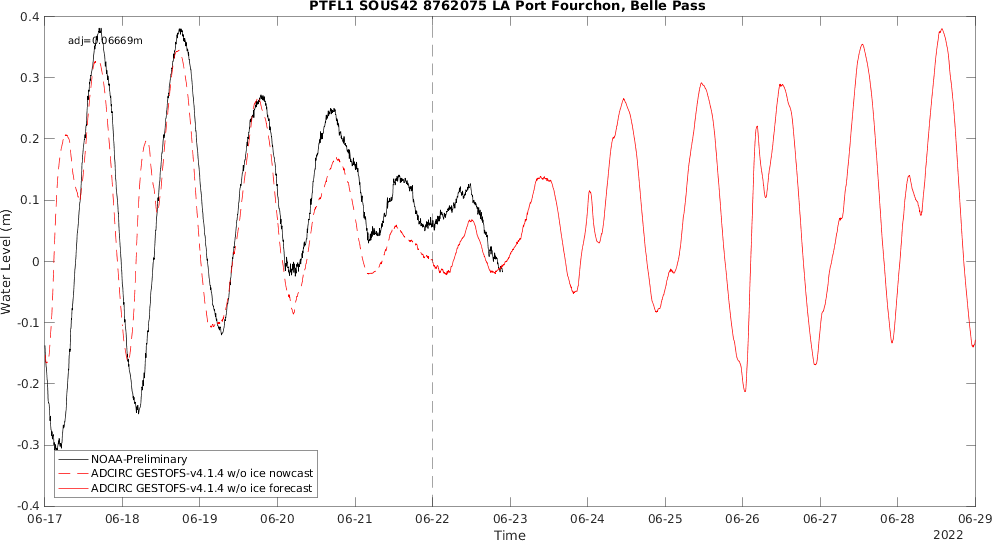 PTFL1 SOUS42 8762075 LA Port Fourchon, Belle Pass
adj=0.06669m
Water Level (m)
0.4
0.3
0.2
0.1
0
-0.1
-0.2
-0.3
-0.4
NOAA-Preliminary
ADCIRC GESTOFS-v4.1.4 w/o ice nowcast
ADCIRC GESTOFS-v4.1.4 w/o ice forecast
06-17 06-18 06-19 06-20 06-21 06-22 06-23 06-24 06-25 06-26 06-27 06-28 06-29
Time
2022